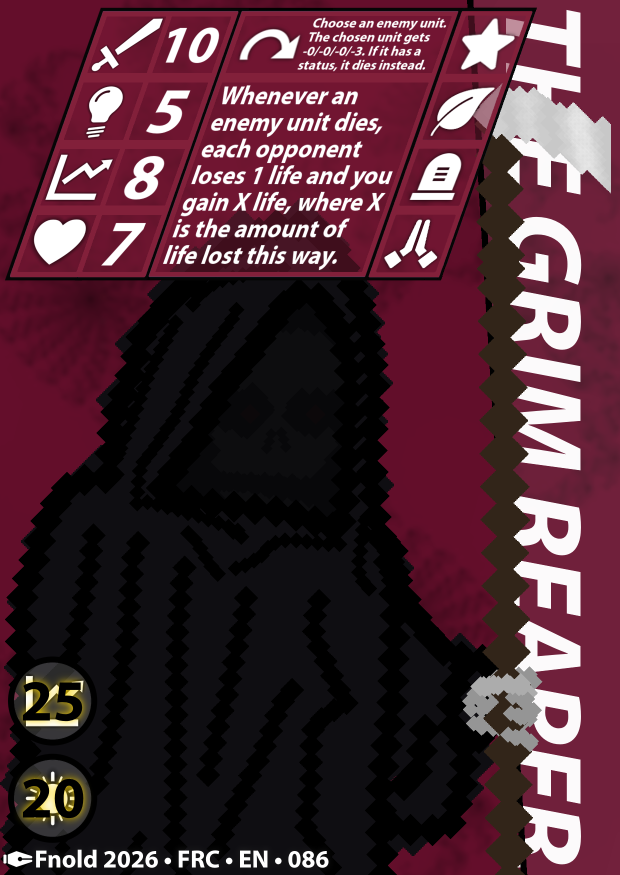 10
5
8
7
Choose an enemy unit.
The chosen unit gets
-0/-0/-0/-3. If it has a
status, it dies instead.
Whenever an
enemy unit dies,
each opponent
loses 1 life and you
gain X life, where X
is the amount of
life lost this way.
THE GRIM REAPER
25
20
Fnold 2026 • FRC • EN • 086